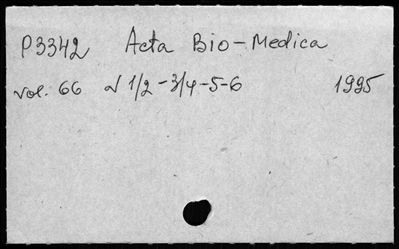 P3342 Acta Bio-Medica
vol. 66 N 1/2-3/4-5-6 1995